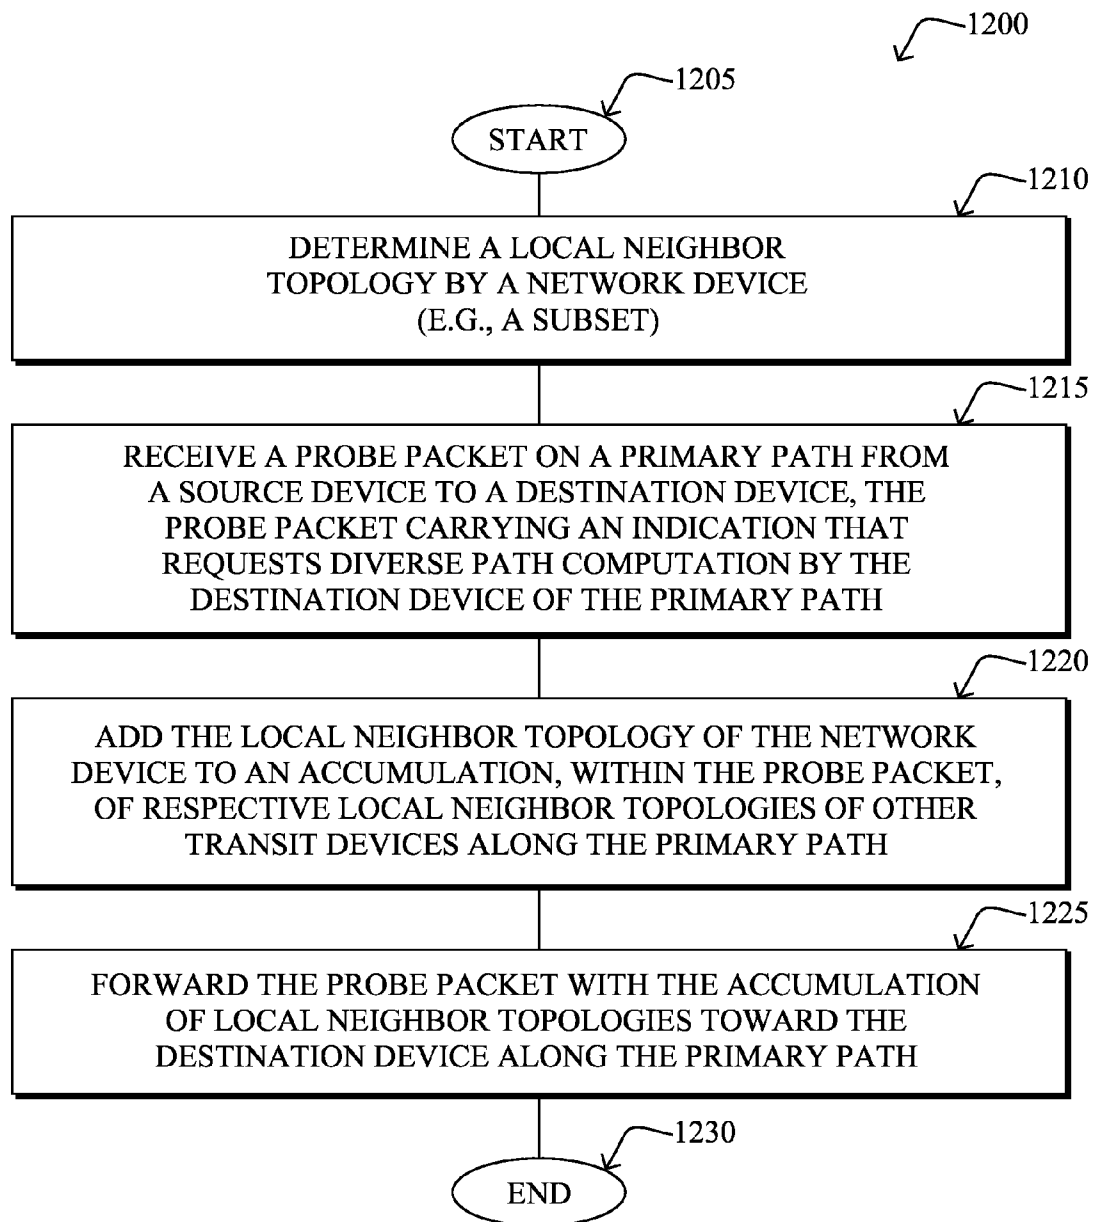 1200
1205
START
1210
DETERMINE A LOCAL NEIGHBOR
TOPOLOGY BY A NETWORK DEVICE
(E.G., A SUBSET)
1215
RECEIVE A PROBE PACKET ON A PRIMARY PATH FROM
A SOURCE DEVICE TO A DESTINATION DEVICE, THE
PROBE PACKET CARRYING AN INDICATION THAT
REQUESTS DIVERSE PATH COMPUTATION BY THE
DESTINATION DEVICE OF THE PRIMARY PATH
1220
ADD THE LOCAL NEIGHBOR TOPOLOGY OF THE NETWORK
DEVICE TO AN ACCUMULATION, WITHIN THE PROBE PACKET,
OF RESPECTIVE LOCAL NEIGHBOR TOPOLOGIES OF OTHER
TRANSIT DEVICES ALONG THE PRIMARY PATH
1225
FORWARD THE PROBE PACKET WITH THE ACCUMULATION
OF LOCAL NEIGHBOR TOPOLOGIES TOWARD THE
DESTINATION DEVICE ALONG THE PRIMARY PATH
1230
END